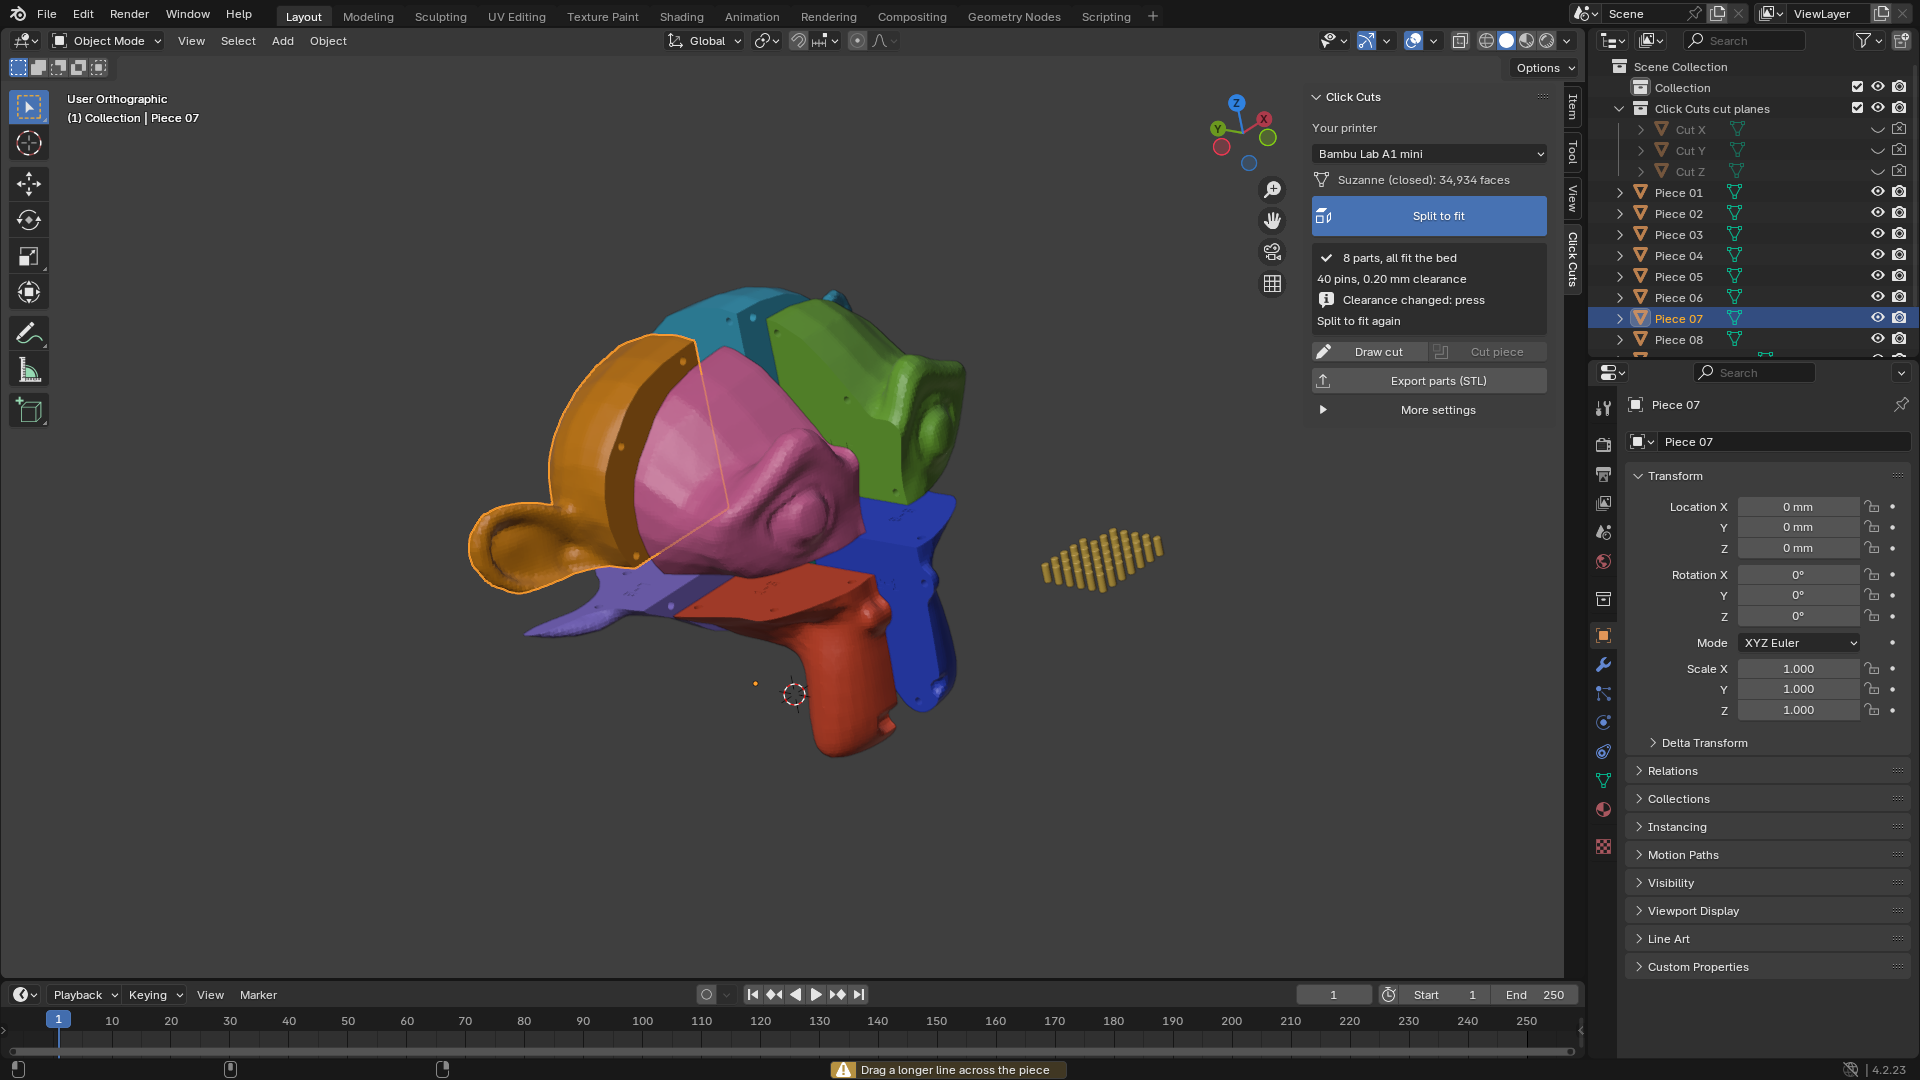 File Edit Render Window Help
Layout Modeling Sculpting UV Editing Texture Paint Shading Animation Rendering Compositing Geometry Nodes Scripting
Scene
ViewLayer
Object Mode View Select Add Object
Global
Options
User Orthographic
(1) Collection | Piece 07
Z
X
Y
Click Cuts
Your printer
Bambu Lab A1 mini
Suzanne (closed): 34,934 faces
Split to fit
8 parts, all fit the bed
40 pins, 0.20 mm clearance
Clearance changed: press
Split to fit again
Draw cut
Cut piece
Export parts (STL)
More settings
Item
Tool
View
Click Cuts
Search
Scene Collection
Collection
Click Cuts cut planes
Cut X
Cut Y
Cut Z
Piece 01
Piece 02
Piece 03
Piece 04
Piece 05
Piece 06
Piece 07
Piece 08
Search
Piece 07
Piece 07
Transform
Location X 0 mm
Y 0 mm
Z 0 mm
Rotation X 0°
Y 0°
Z 0°
Mode XYZ Euler
Scale X 1.000
Y 1.000
Z 1.000
Delta Transform
Relations
Collections
Instancing
Motion Paths
Visibility
Viewport Display
Line Art
Custom Properties
Playback Keying View Marker
1
Start 1
End 250
1 10 20 30 40 50 60 70 80 90 100 110 120 130 140 150 160 170 180 190 200 210 220 230 240 250
Drag a longer line across the piece
4.2.23